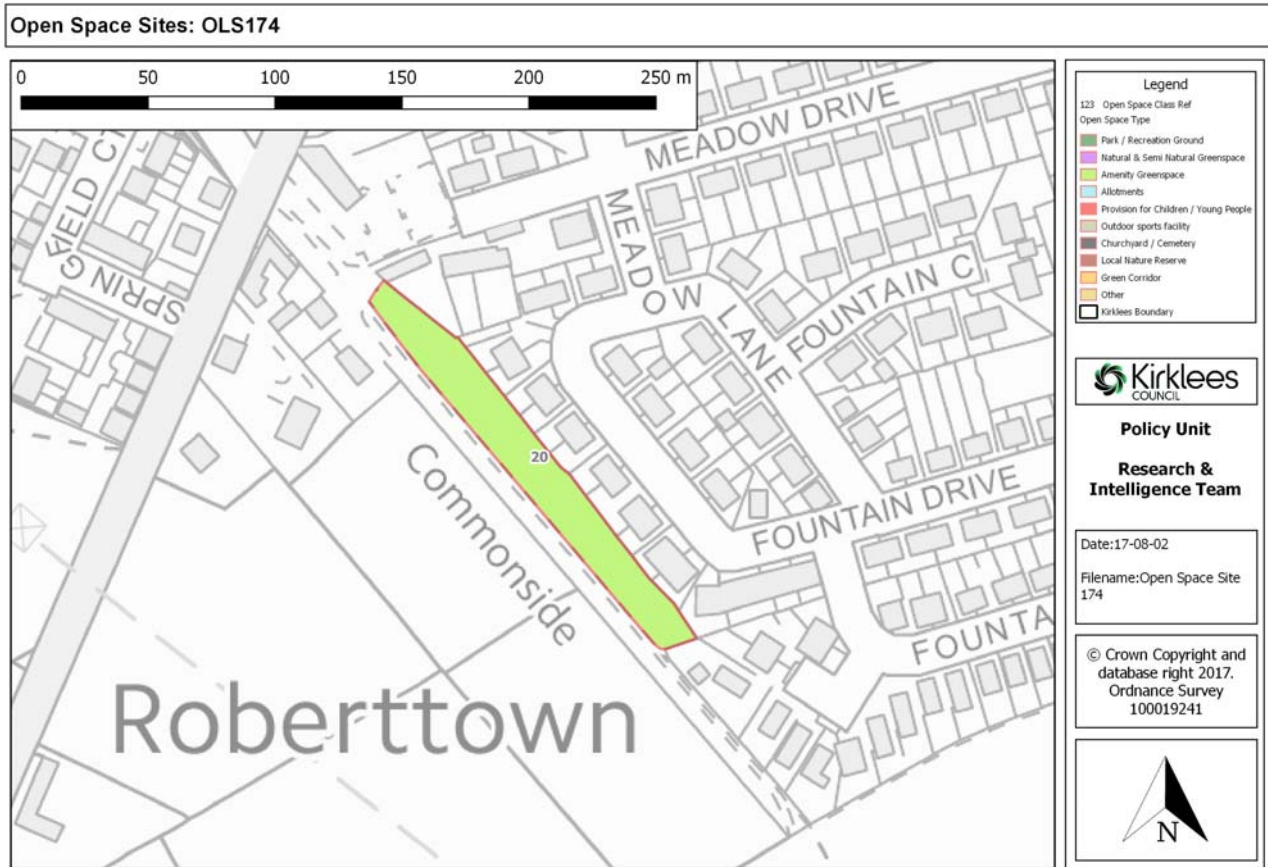 Open Space Sites: OLS174
0 50 100 150 200 250 m
MEADOW DRIVE
SPRINGFIELD C
MEADOW LANE
FOUNTAIN C
20
Commonside
FOUNTAIN DRIVE
FOUNTA
Roberttown
Legend
123 Open Space Class Ref
Open Space Type
Park / Recreation Ground
Natural & Semi Natural Greenspace
Amenity Greenspace
Allotments
Provision for Children / Young People
Outdoor sports facility
Churchyard / Cemetery
Local Nature Reserve
Green Corridor
Other
Kirklees Boundary
Kirklees
COUNCIL
Policy Unit
Research &
Intelligence Team
Date:17-08-02
Filename:Open Space Site
174
© Crown Copyright and
database right 2017.
Ordnance Survey
100019241
N